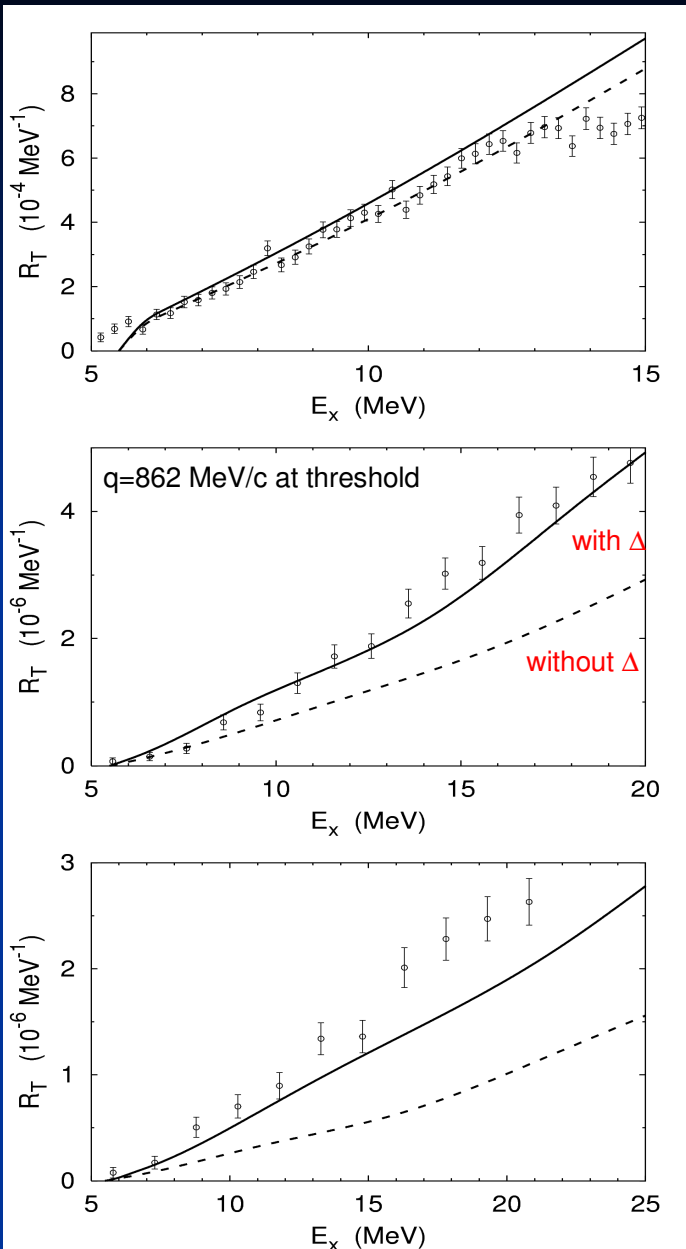 8
6
4
2
0
R_T (10^-4 MeV^-1)
5
10
15
E_x (MeV)
q=862 MeV/c at threshold
4
2
0
R_T (10^-6 MeV^-1)
with Δ
without Δ
5
10
15
20
E_x (MeV)
3
2
1
0
R_T (10^-6 MeV^-1)
5
10
15
20
25
E_x (MeV)